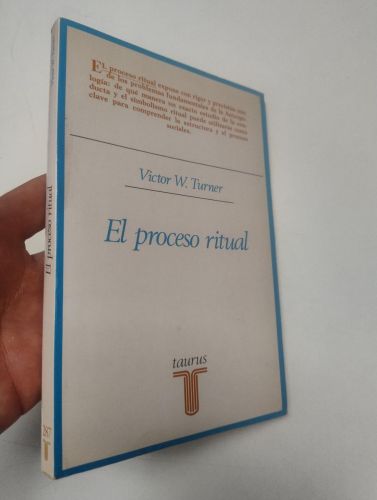 EL proceso ritual expone con rigor y precisión uno
de los problemas fundamentales de la Antropo-
logía: de qué manera un exacto estudio de la con-
ducta y el simbolismo ritual puede utilizarse como
clave para comprender la estructura y el proceso
sociales.
Victor W. Turner
El proceso ritual
taurus
El proceso ritual
287